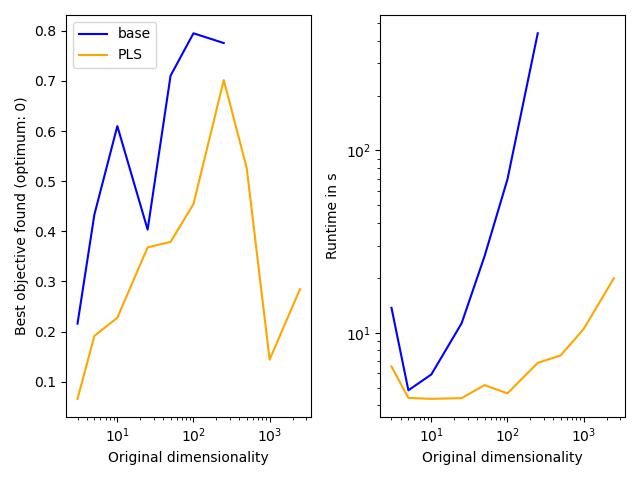 base
PLS
Best objective found (optimum: 0)
0.8
0.7
0.6
0.5
0.4
0.3
0.2
0.1
10¹
10²
10³
Original dimensionality
Runtime in s
10²
10¹
10¹
10²
10³
Original dimensionality